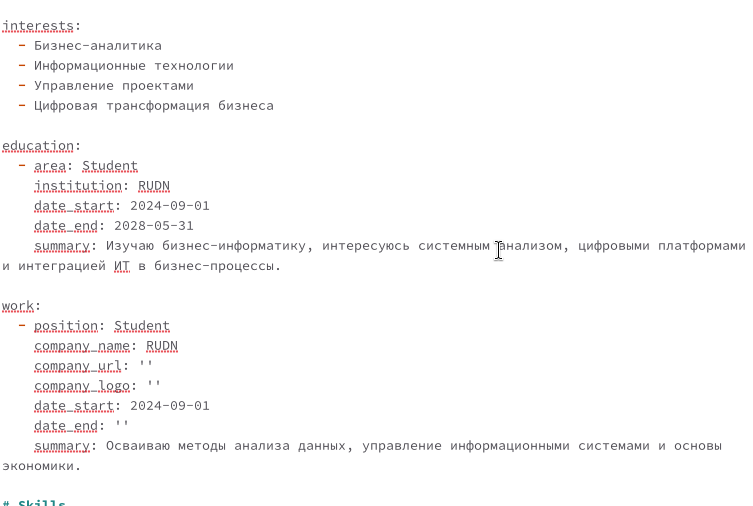 interests:
  - Бизнес-аналитика
  - Информационные технологии
  - Управление проектами
  - Цифровая трансформация бизнеса
education:
  - area: Student
    institution: RUDN
    date_start: 2024-09-01
    date_end: 2028-05-31
    summary: Изучаю бизнес-информатику, интересуюсь системным анализом, цифровыми платформами
и интеграцией ИТ в бизнес-процессы.
work:
  - position: Student
    company_name: RUDN
    company_url: ''
    company_logo: ''
    date_start: 2024-09-01
    date_end: ''
    summary: Осваиваю методы анализа данных, управление информационными системами и основы
экономики.
# Skills